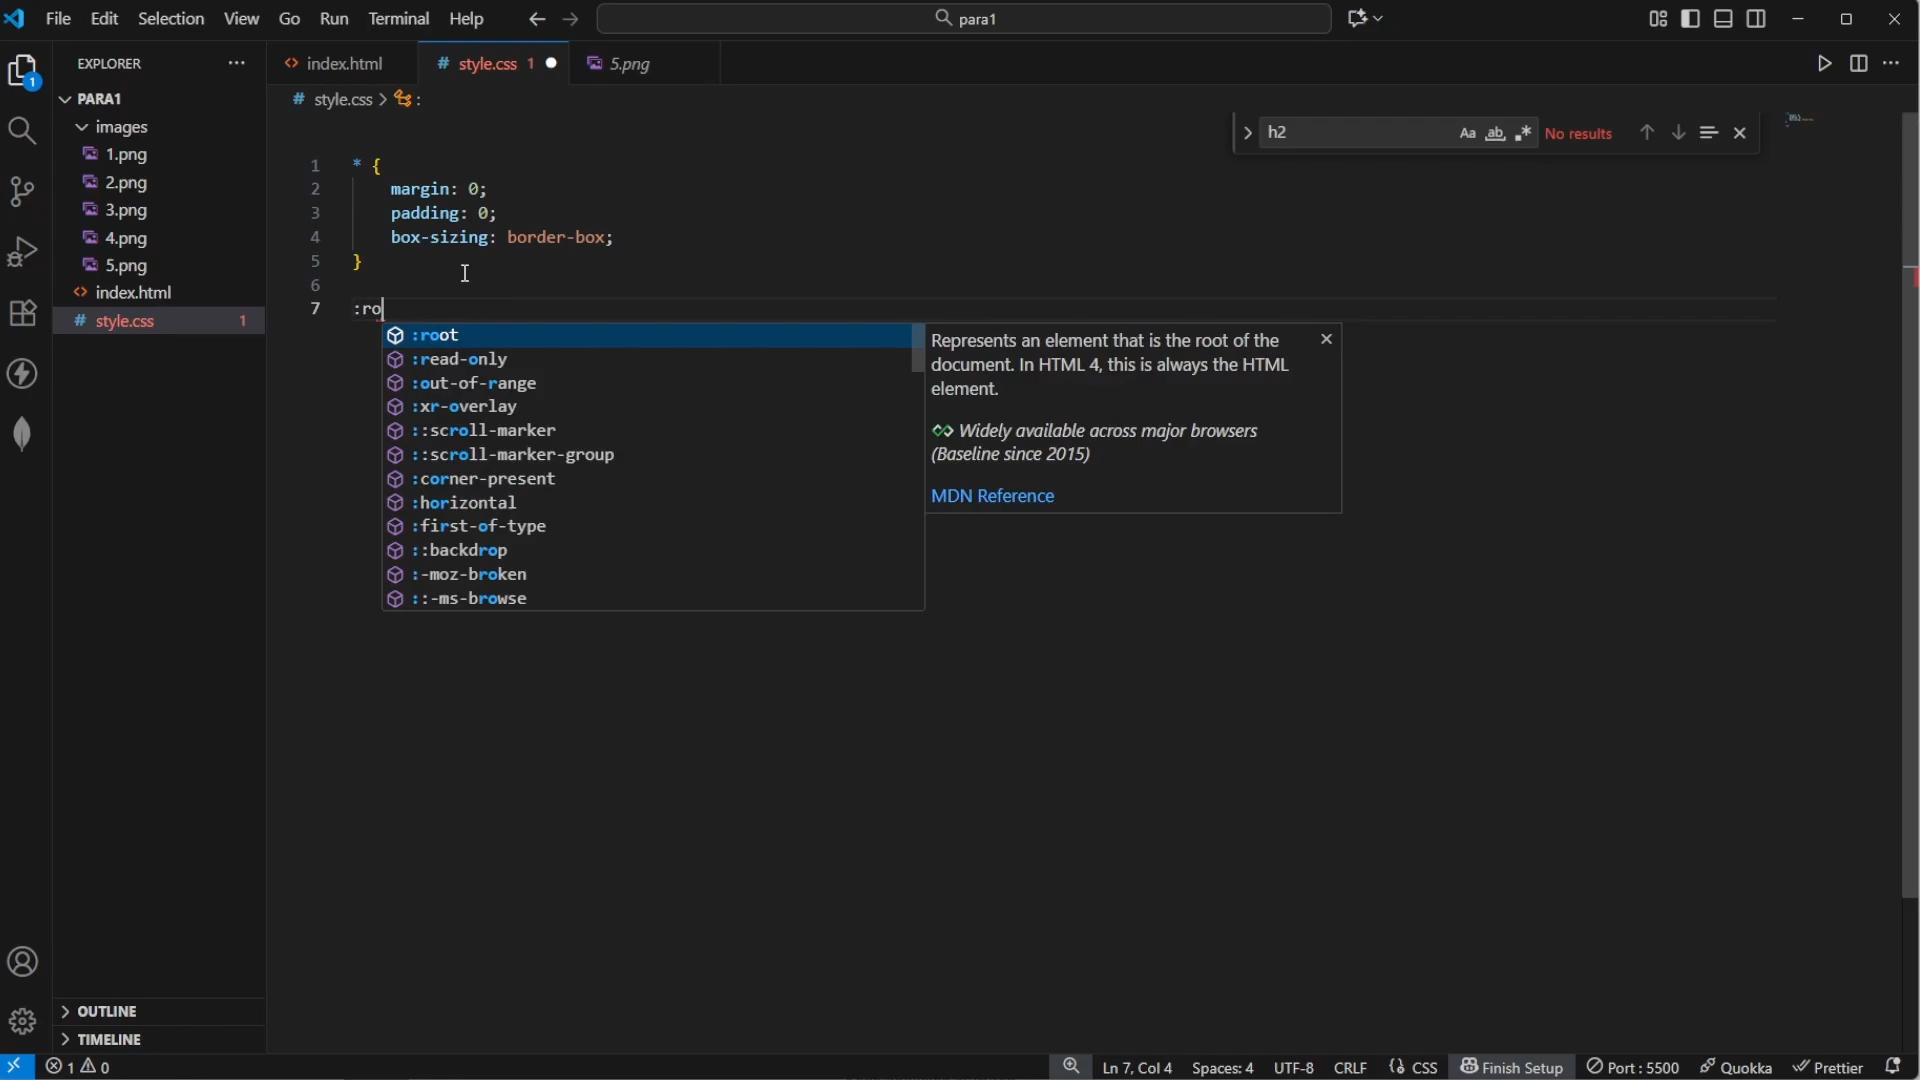 File Edit Selection View Go Run Terminal Help
para1
EXPLORER
PARA1
images
1.png
2.png
3.png
4.png
5.png
index.html
style.css 1
OUTLINE
TIMELINE
index.html
style.css 1
5.png
style.css > :
h2
Aa ab .* No results
1 * {
2 margin: 0;
3 padding: 0;
4 box-sizing: border-box;
5 }
6
7 :ro
:root
:read-only
:out-of-range
:xr-overlay
::scroll-marker
::scroll-marker-group
:corner-present
:horizontal
:first-of-type
::backdrop
:-moz-broken
::-ms-browse
Represents an element that is the root of the
document. In HTML 4, this is always the HTML
element.
Widely available across major browsers
(Baseline since 2015)
MDN Reference
1
1 0
Ln 7, Col 4 Spaces: 4 UTF-8 CRLF {} CSS Finish Setup Port : 5500 Quokka Prettier